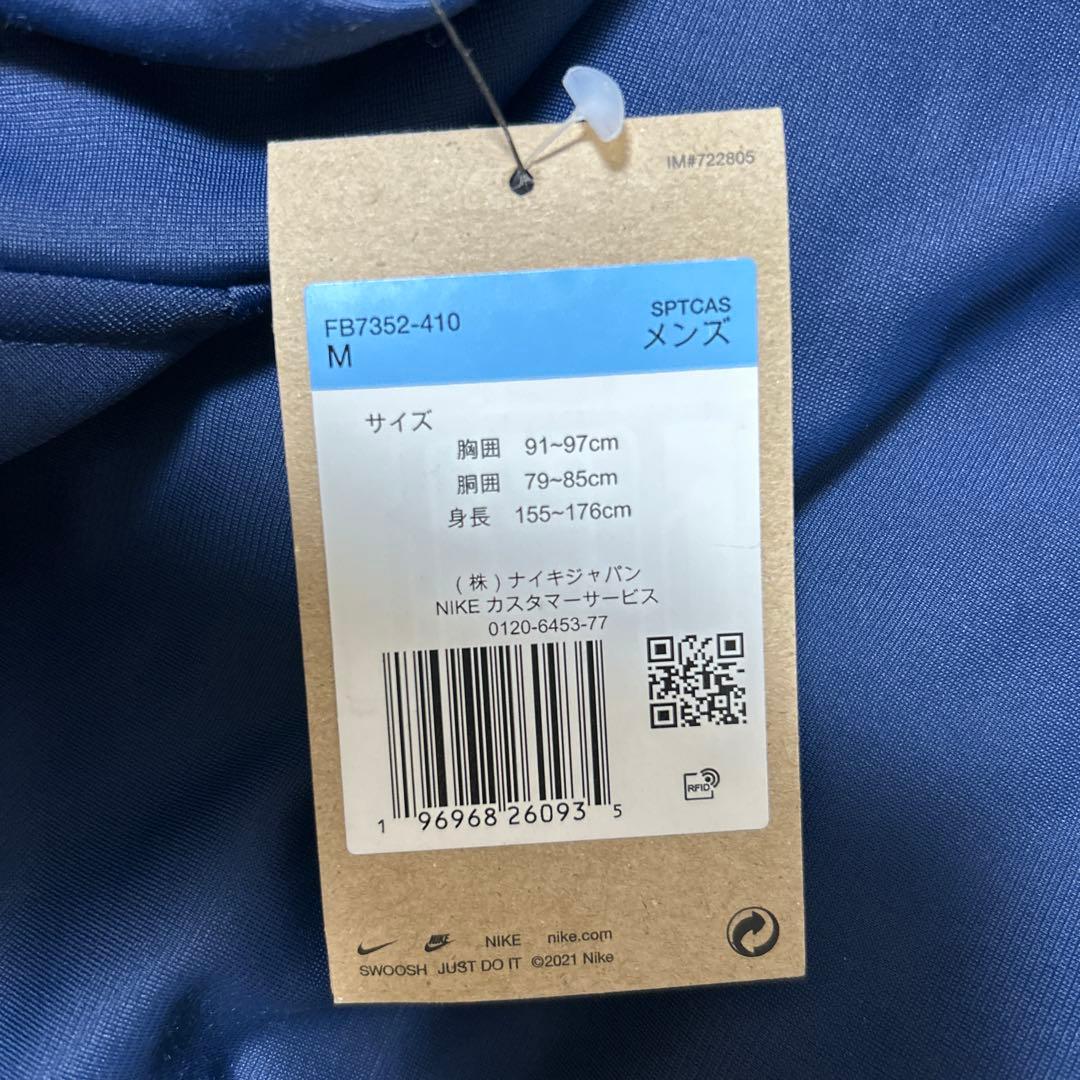 IM#722805
FB7352-410
SPTCAS
M
メンズ
サイズ
胸囲 91~97cm
胴囲 79~85cm
身長 155~176cm
(株)ナイキジャパン
NIKE カスタマーサービス
0120-6453-77
RFID
1 96968 26093 5
NIKE NIKE nike.com
SWOOSH JUST DO IT ©2021 Nike